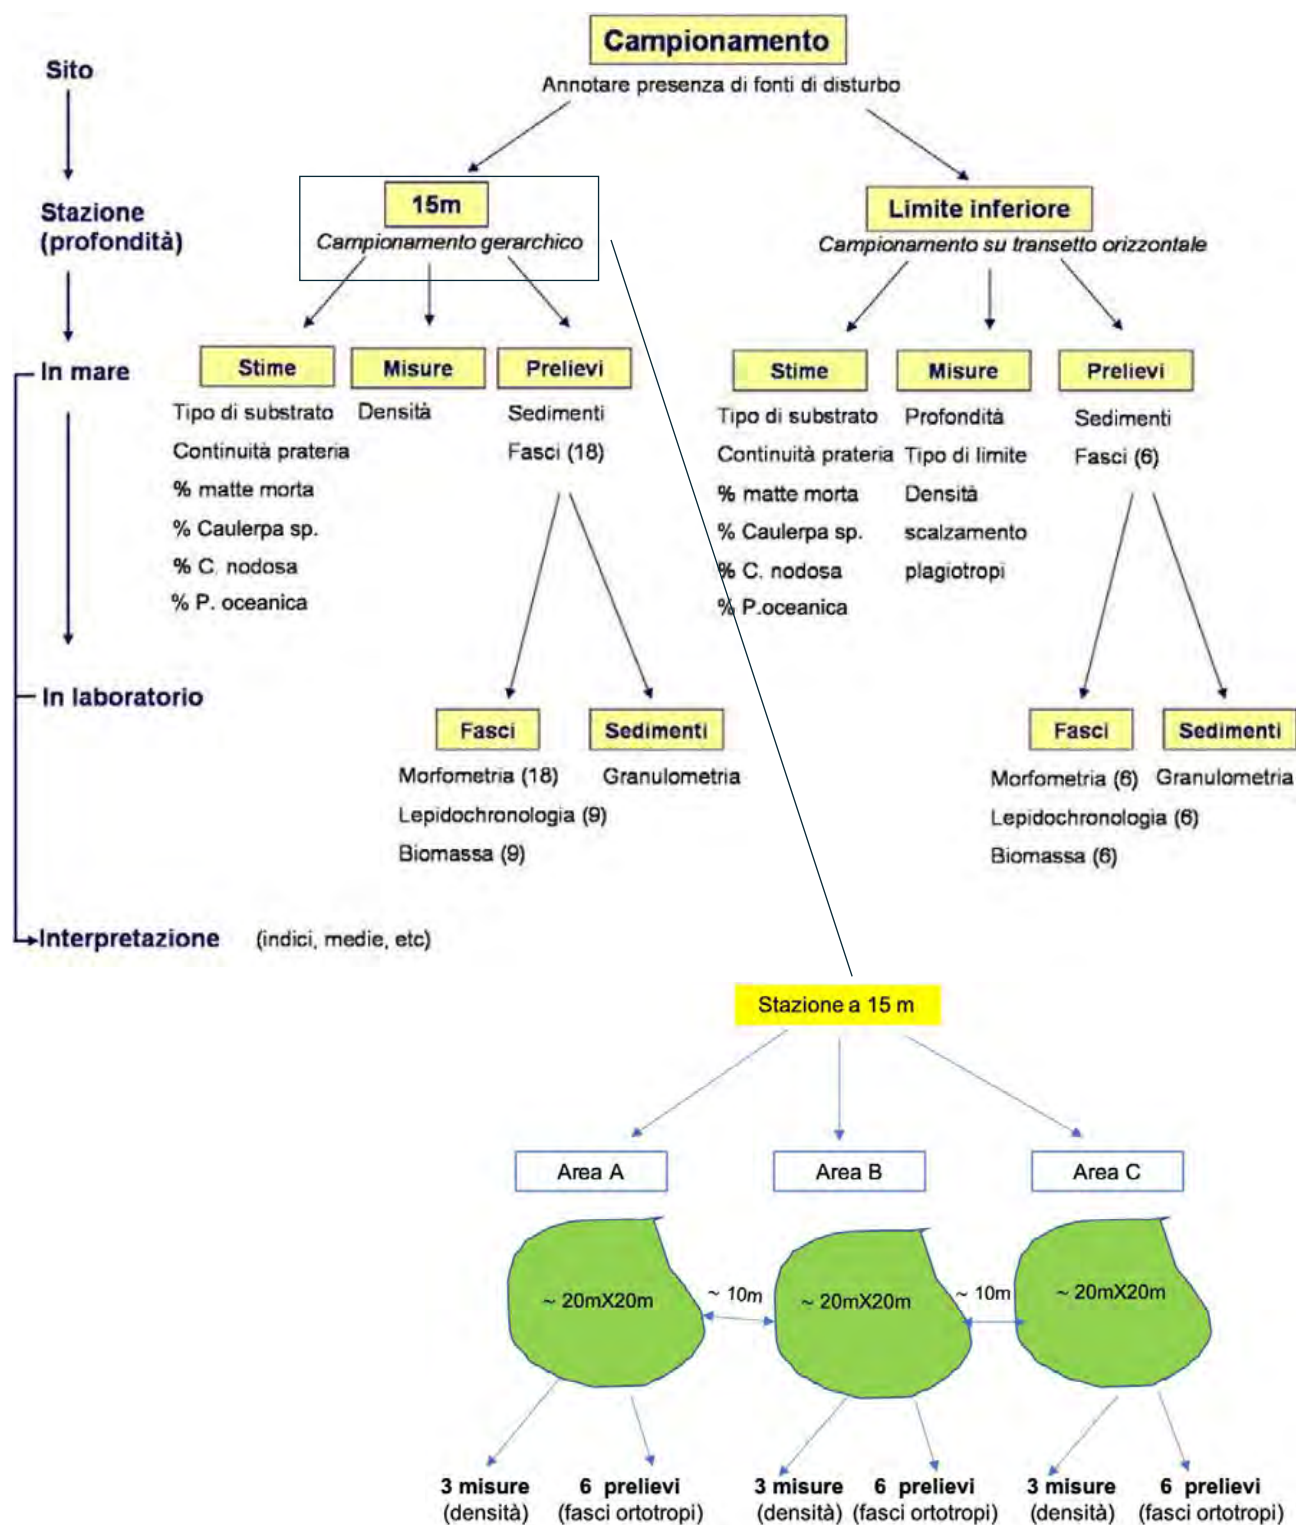 Campionamento
Annotare presenza di fonti di disturbo
Sito
Stazione
(profondità)
15m
Campionamento gerarchico
Limite inferiore
Campionamento su transetto orizzontale
In mare
Stime
Misure
Prelievi
Tipo di substrato
Continuità prateria
% matte morta
% Caulerpa sp.
% C. nodosa
% P. oceanica
Densità
Sedimenti
Fasci (18)
Stime
Misure
Prelievi
Tipo di substrato
Continuità prateria
% matte morta
% Caulerpa sp.
% C. nodosa
% P.oceanica
Profondità
Tipo di limite
Densità
scalzamento
plagiotropi
Sedimenti
Fasci (6)
In laboratorio
Fasci
Sedimenti
Morfometria (18)
Lepidochronologia (9)
Biomassa (9)
Granulometria
Fasci
Sedimenti
Morfometria (6)
Lepidochronologia (6)
Biomassa (6)
Granulometria
Interpretazione (indici, medie, etc)
Stazione a 15 m
Area A
Area B
Area C
~ 20mX20m
~ 10m
~ 20mX20m
~ 10m
~ 20mX20m
3 misure
(densità)
6 prelievi
(fasci ortotropi)
3 misure
(densità)
6 prelievi
(fasci ortotropi)
3 misure
(densità)
6 prelievi
(fasci ortotropi)